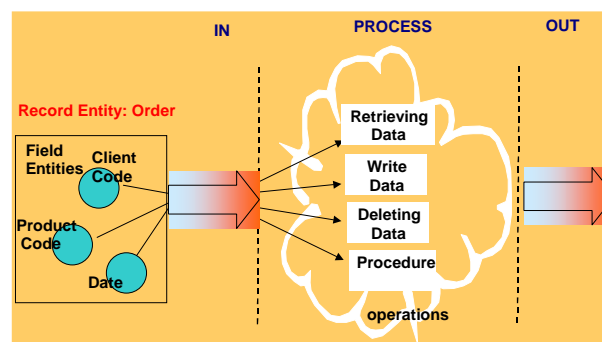 IN
PROCESS
OUT
Record Entity: Order
Field
Entities
Client
Code
Product
Code
Date
Retrieving
Data
Write
Data
Deleting
Data
Procedure
operations